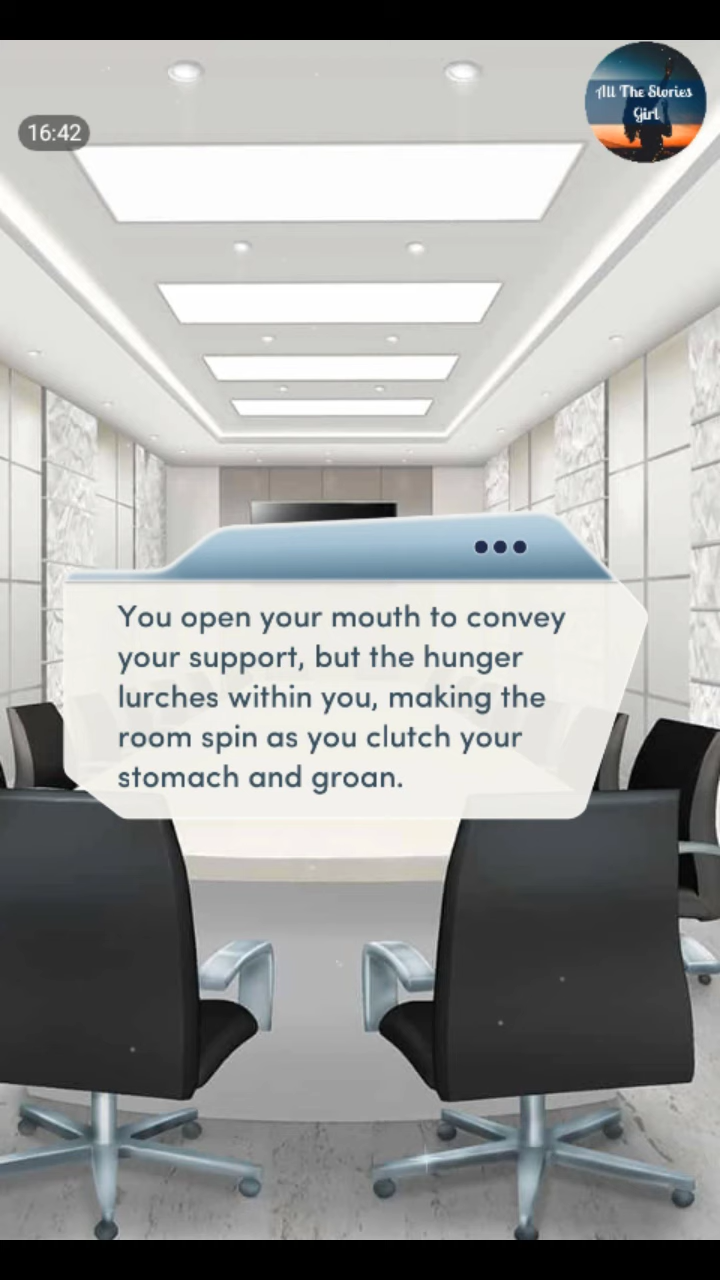 All The Stories
Girl
16:42
You open your mouth to convey
your support, but the hunger
lurches within you, making the
room spin as you clutch your
stomach and groan.